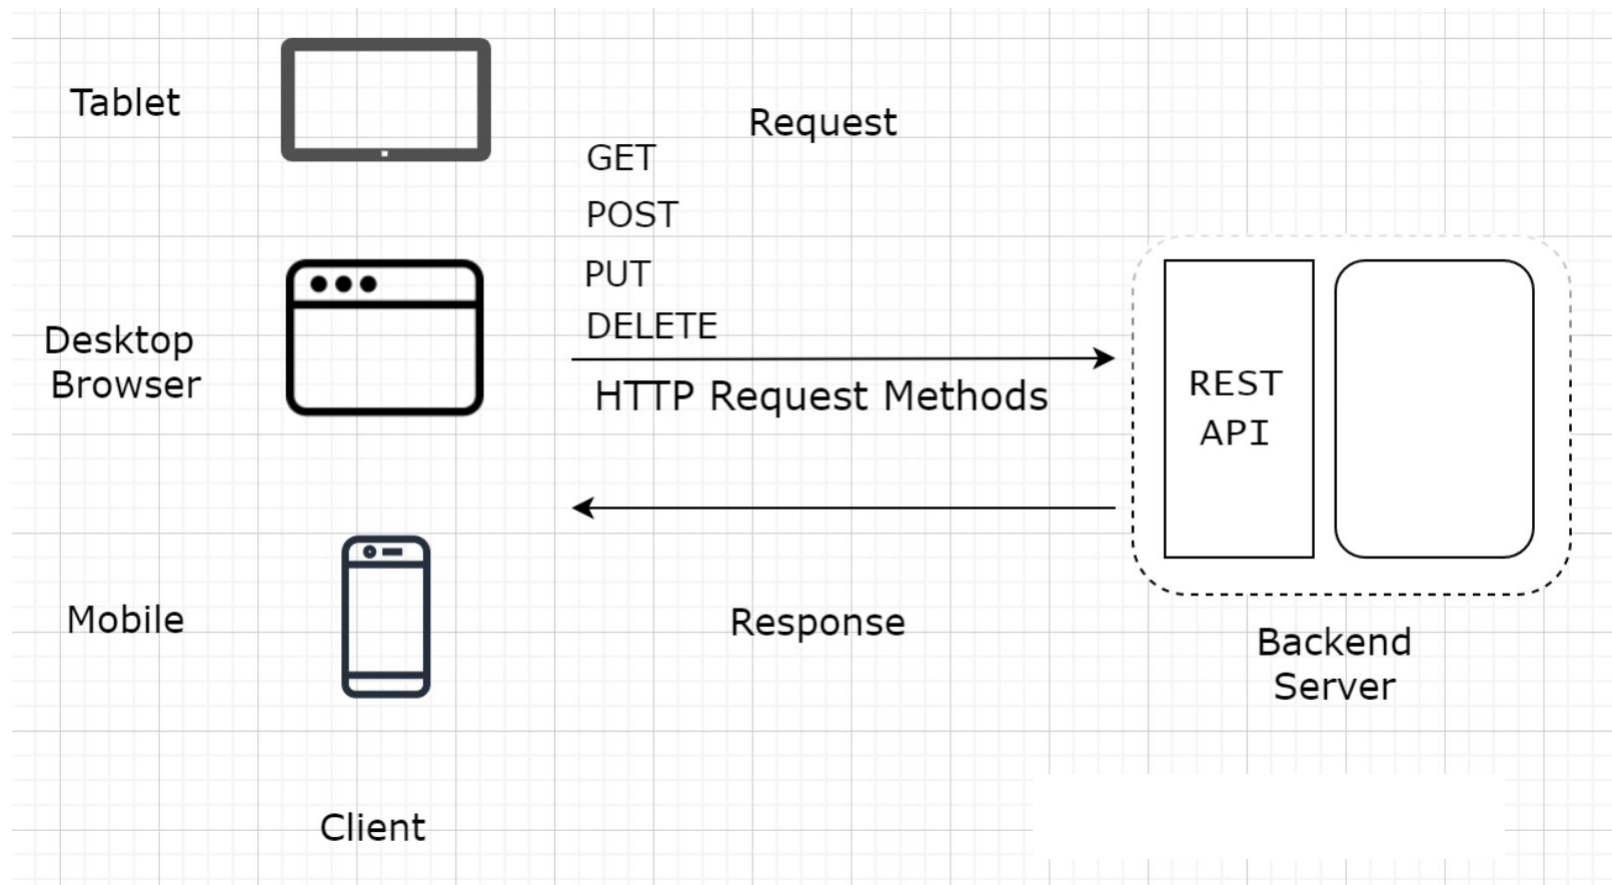 Tablet
Request
GET
POST
PUT
DELETE
HTTP Request Methods
Desktop
Browser
REST
API
Mobile
Response
Backend
Server
Client